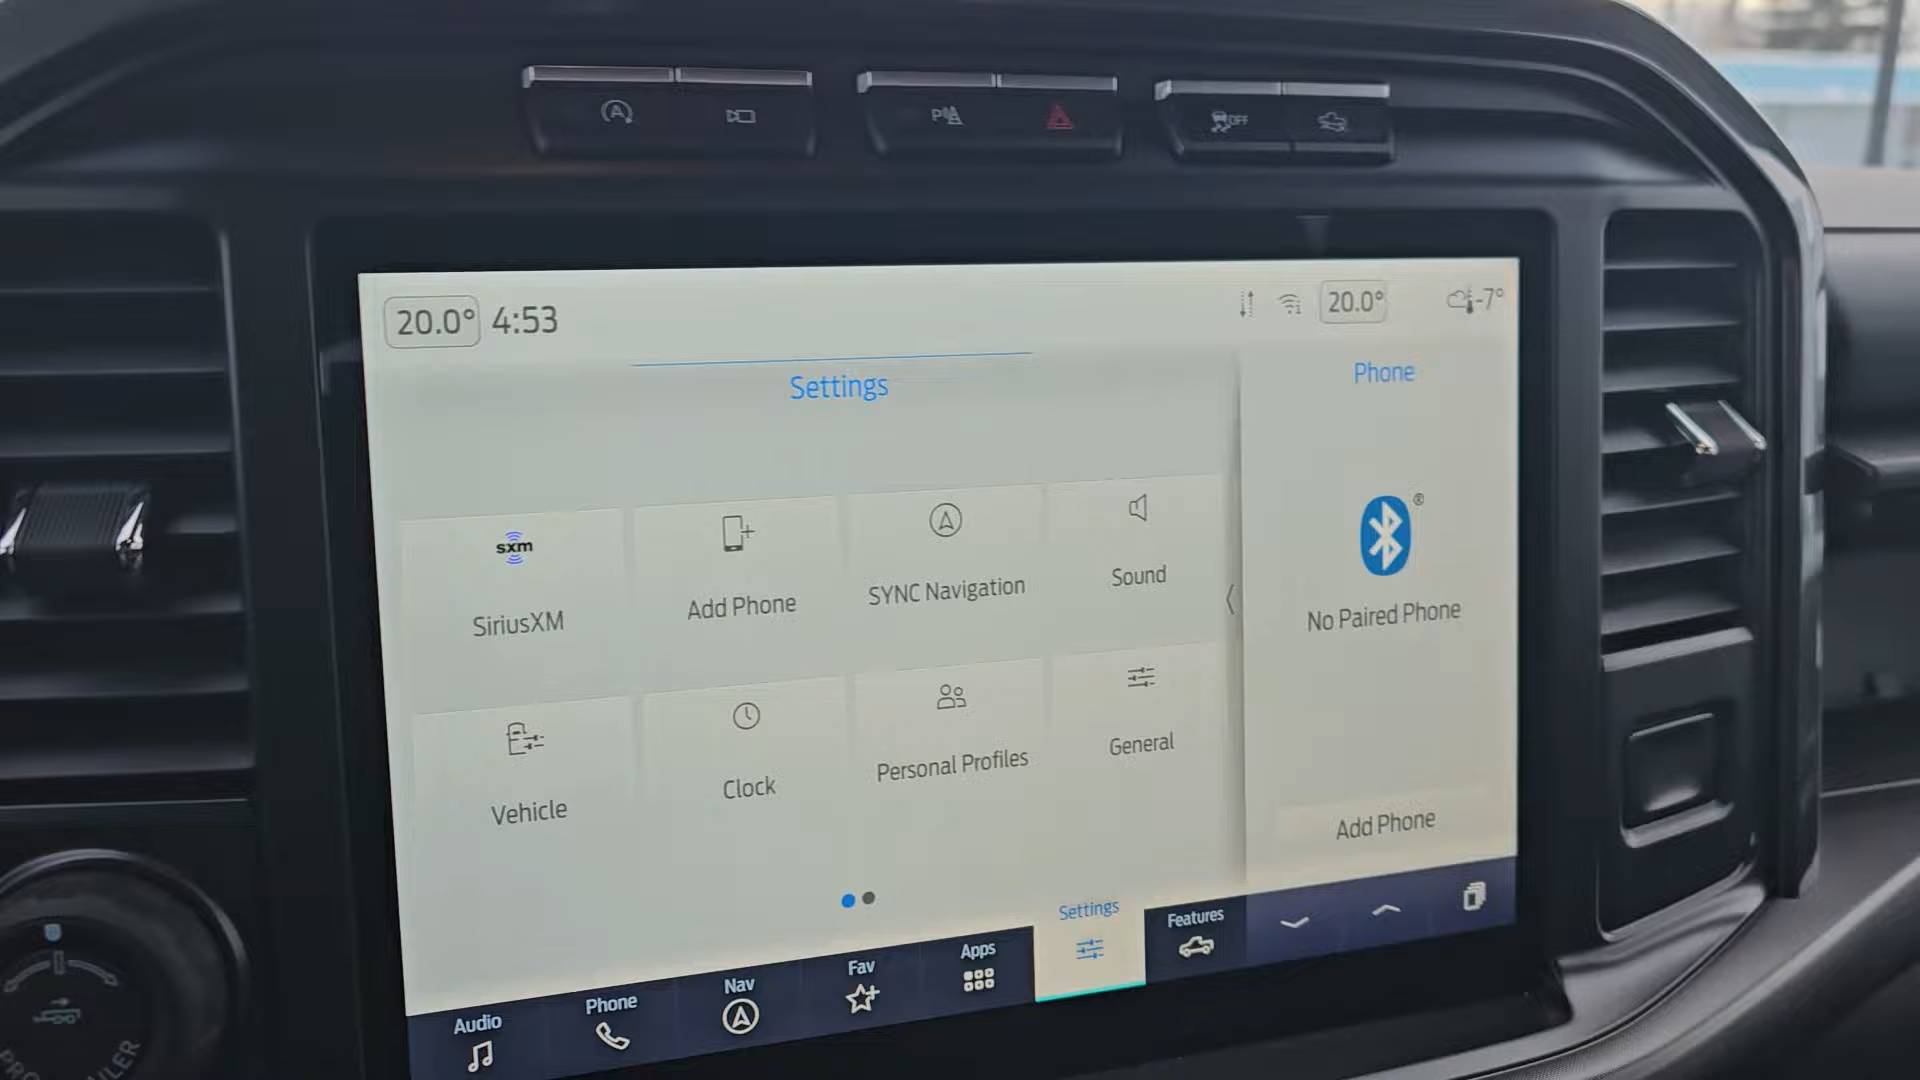 P
OFF
20.0° 4:53
20.0° -7°
Settings
Phone
sxm
SiriusXM
Add Phone
SYNC Navigation
Sound
®
No Paired Phone
Vehicle
Clock
Personal Profiles
General
Add Phone
Audio
Phone
Nav
Fav
Apps
Settings
Features